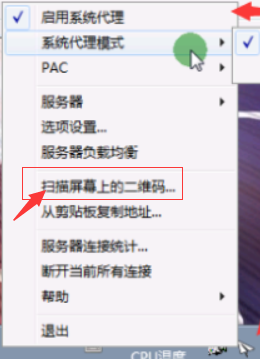 启用系统代理
系统代理模式
PAC
服务器
选项设置...
服务器负载均衡
扫描屏幕上的二维码...
从剪贴板复制地址...
服务器连接统计...
断开当前所有连接
帮助
退出
CPU温度